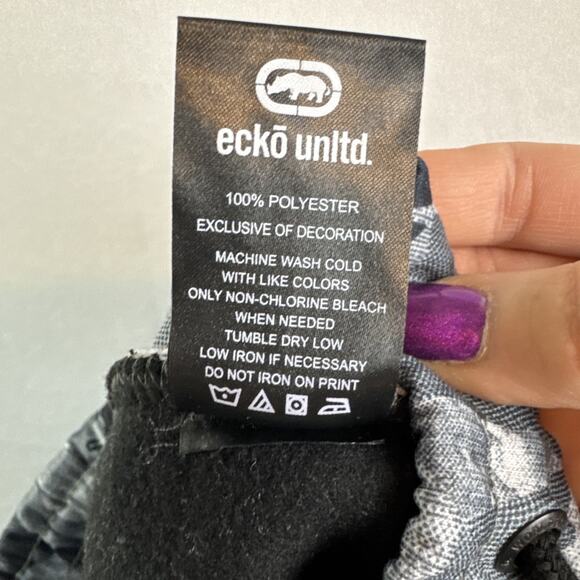 eckō unltd.
100% POLYESTER
EXCLUSIVE OF DECORATION
MACHINE WASH COLD
WITH LIKE COLORS
ONLY NON-CHLORINE BLEACH
WHEN NEEDED
TUMBLE DRY LOW
LOW IRON IF NECESSARY
DO NOT IRON ON PRINT